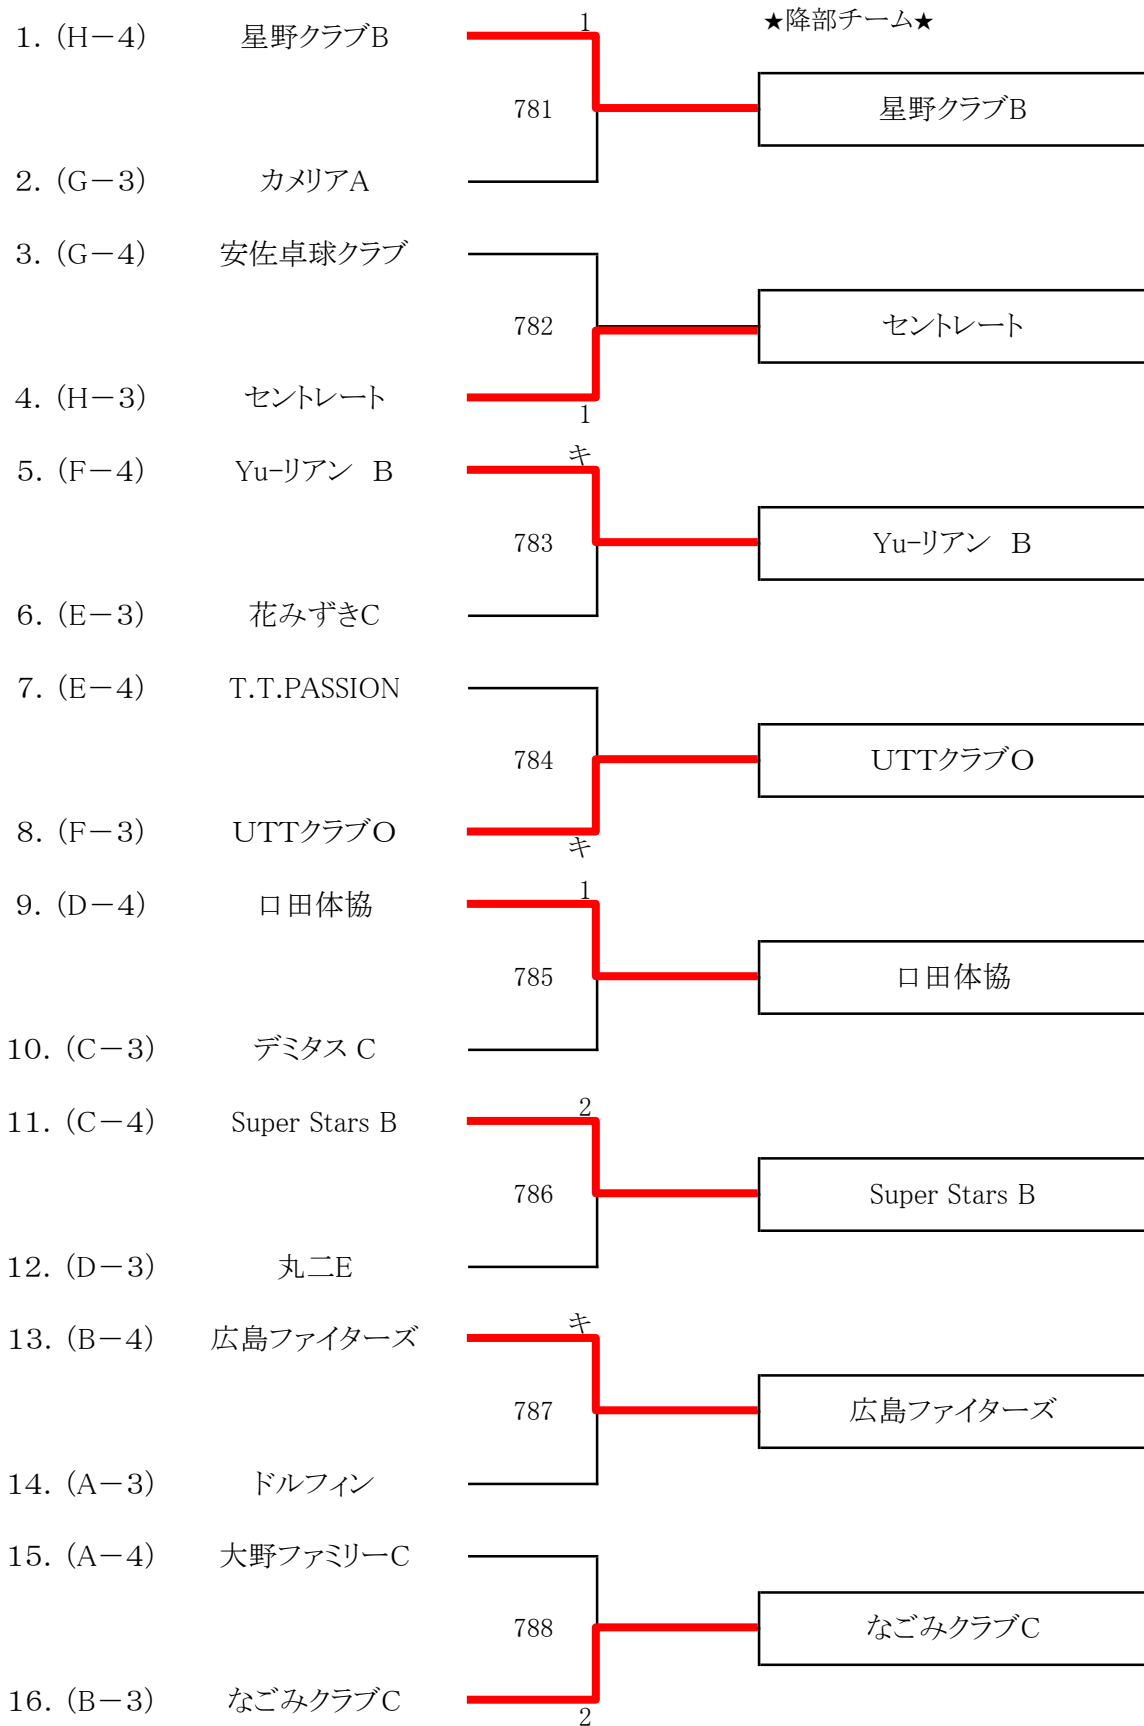 1
★降部チーム★
１. (Ｈ－４) 星野クラブＢ
781
星野クラブＢ
２. (Ｇ－３) カメリアＡ
３. (Ｇ－４) 安佐卓球クラブ
782
セントレート
４. (Ｈ－３) セントレート
1
キ
５. (Ｆ－４) Yu-リアン　Ｂ
783
Yu-リアン　Ｂ
６. (Ｅ－３) 花みずきＣ
７. (Ｅ－４) T.T.PASSION
784
ＵＴＴクラブＯ
８. (Ｆ－３) ＵＴＴクラブＯ
キ
1
９. (Ｄ－４) 口田体協
785
口田体協
１０. (Ｃ－３) デミタス C
2
１１. (Ｃ－４) Super Stars B
786
Super Stars B
１２. (Ｄ－３) 丸二Ｅ
キ
１３. (Ｂ－４) 広島ファイターズ
787
広島ファイターズ
１４. (Ａ－３) ドルフィン
１５. (Ａ－４) 大野ファミリーＣ
788
なごみクラブＣ
１６. (Ｂ－３) なごみクラブＣ
2